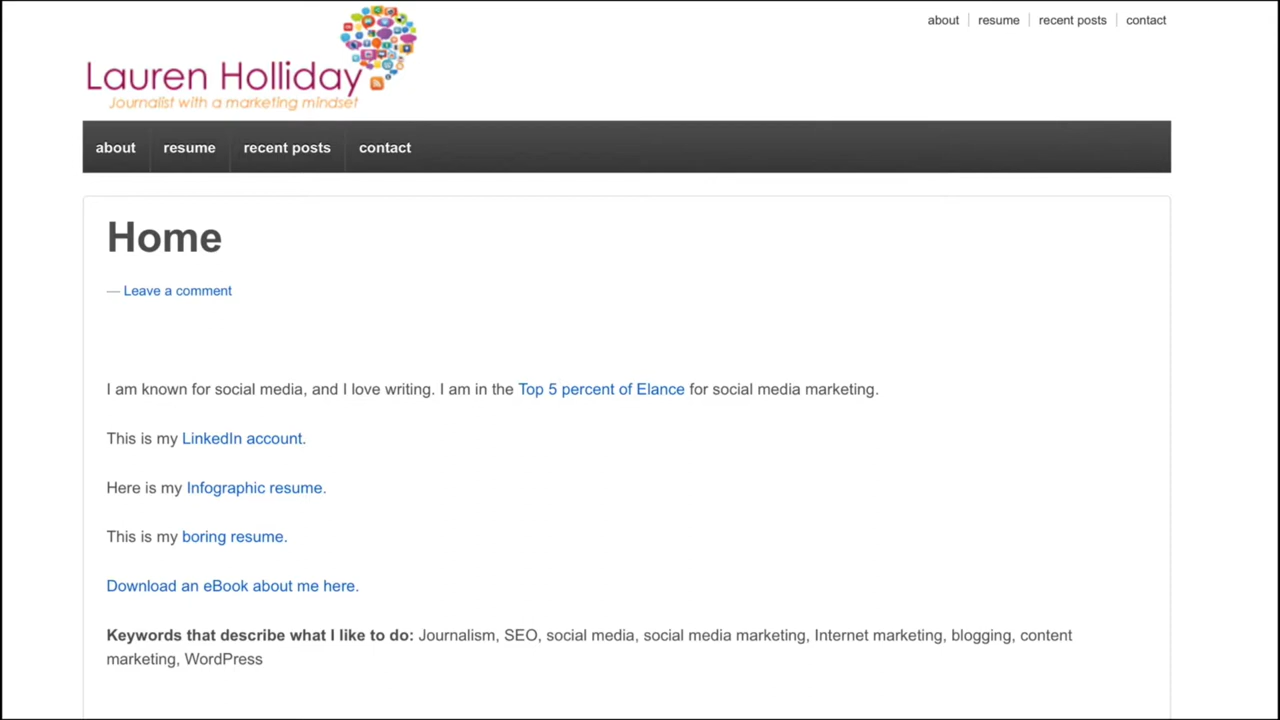 about | resume | recent posts | contact
Lauren Holliday
Journalist with a marketing mindset
about resume recent posts contact
Home
— Leave a comment
I am known for social media, and I love writing. I am in the Top 5 percent of Elance for social media marketing.
This is my LinkedIn account.
Here is my Infographic resume.
This is my boring resume.
Download an eBook about me here.
Keywords that describe what I like to do: Journalism, SEO, social media, social media marketing, Internet marketing, blogging, content
marketing, WordPress